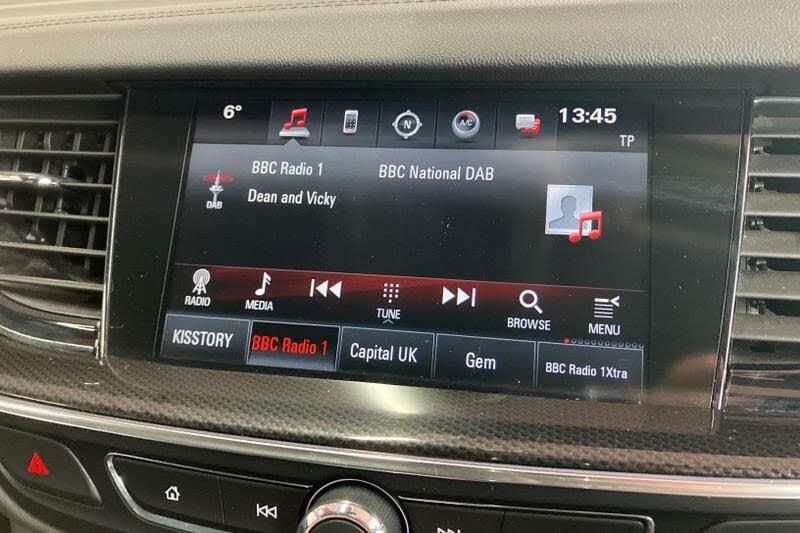 6° 13:45
N A/C
TP
BBC Radio 1 BBC National DAB
DAB Dean and Vicky
RADIO MEDIA TUNE BROWSE MENU
KISSTORY BBC Radio 1 Capital UK Gem BBC Radio 1Xtra